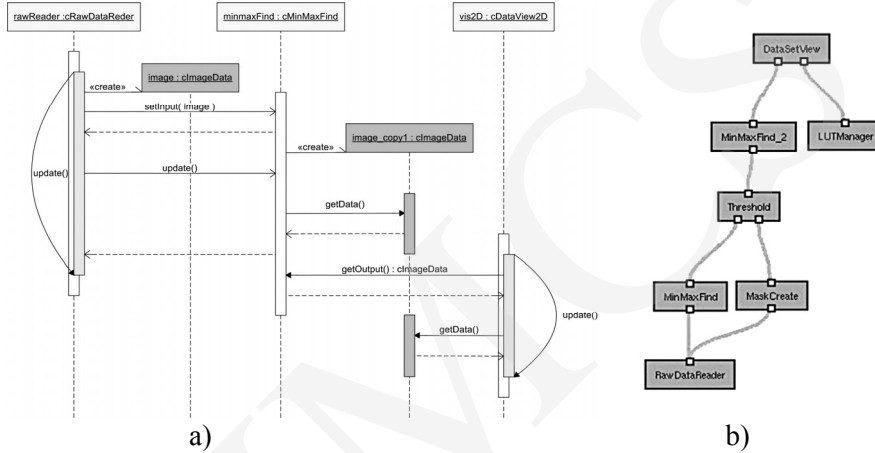 rawReader :cRawDataReder
minmaxFind : cMinMaxFind
vis2D : cDataView2D
image : cImageData
«create»
setInput( image )
image_copy1 : cImageData
«create»
update()
update()
getData()
getOutput() : cImageData
getData()
update()
a)
DataSetView
MinMaxFind_2
LUTManager
Threshold
MinMaxFind
MaskCreate
RawDataReader
b)